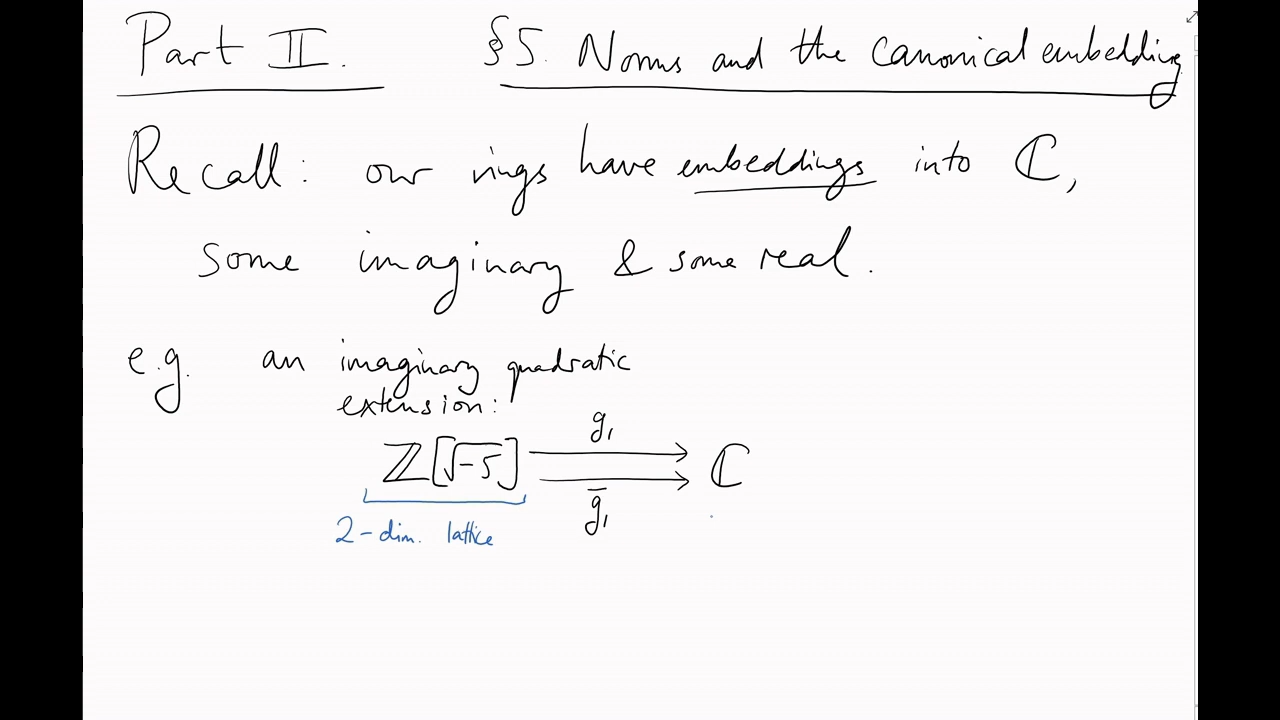 Part II. §5. Norms and the canonical embedding
Recall: our rings have embeddings into ℂ,
some imaginary & some real.
e.g. an imaginary quadratic
extension:
g₁
ℤ[√-5] ⟶ ℂ
g̅₁
2-dim. lattice